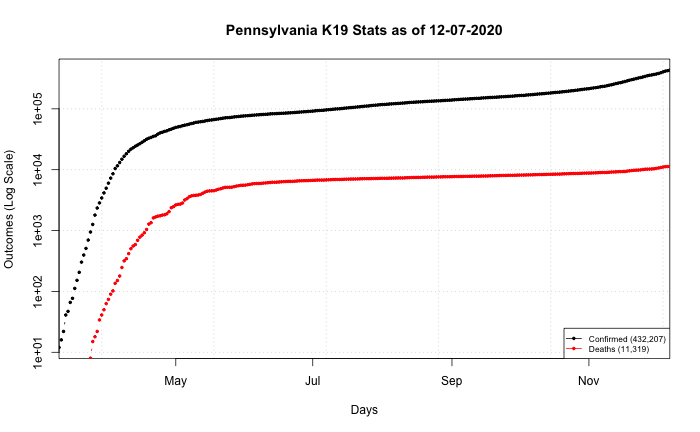 Pennsylvania K19 Stats as of 12-07-2020
Outcomes (Log Scale)
1e+05
1e+04
1e+03
1e+02
1e+01
May
Jul
Sep
Nov
Days
Confirmed (432,207)
Deaths (11,319)